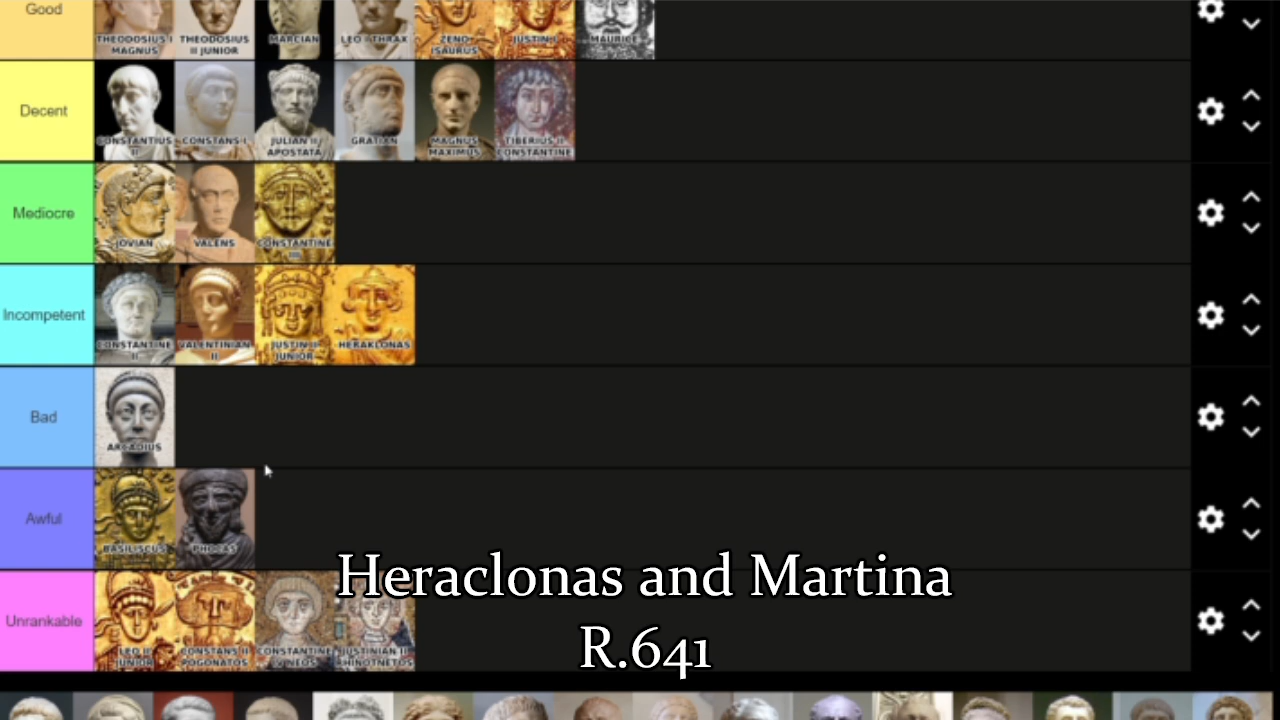 Good
THEODOSIUS I
MAGNUS
THEODOSIUS
II JUNIOR
MARCIAN
LEO I THRAX
ZENO
ISAURUS
JUSTIN I
MAURICE
Decent
CONSTANTIUS
II
CONSTANS I
JULIAN II
APOSTATA
GRATIAN
MAGNUS
MAXIMUS
TIBERIUS II
CONSTANTINE
Mediocre
JOVIAN
VALENS
CONSTANTINE
III
Incompetent
CONSTANTINE
II
VALENTINIAN
II
JUSTIN II
JUNIOR
HERAKLONAS
Bad
ARCADIUS
Awful
BASILISCUS
PHOCAS
Unrankable
LEO II
JUNIOR
CONSTANS II
POGONATOS
CONSTANTINE
IV NEOS
JUSTINIAN II
RHINOTNETOS
Heraclonas and Martina
R.641